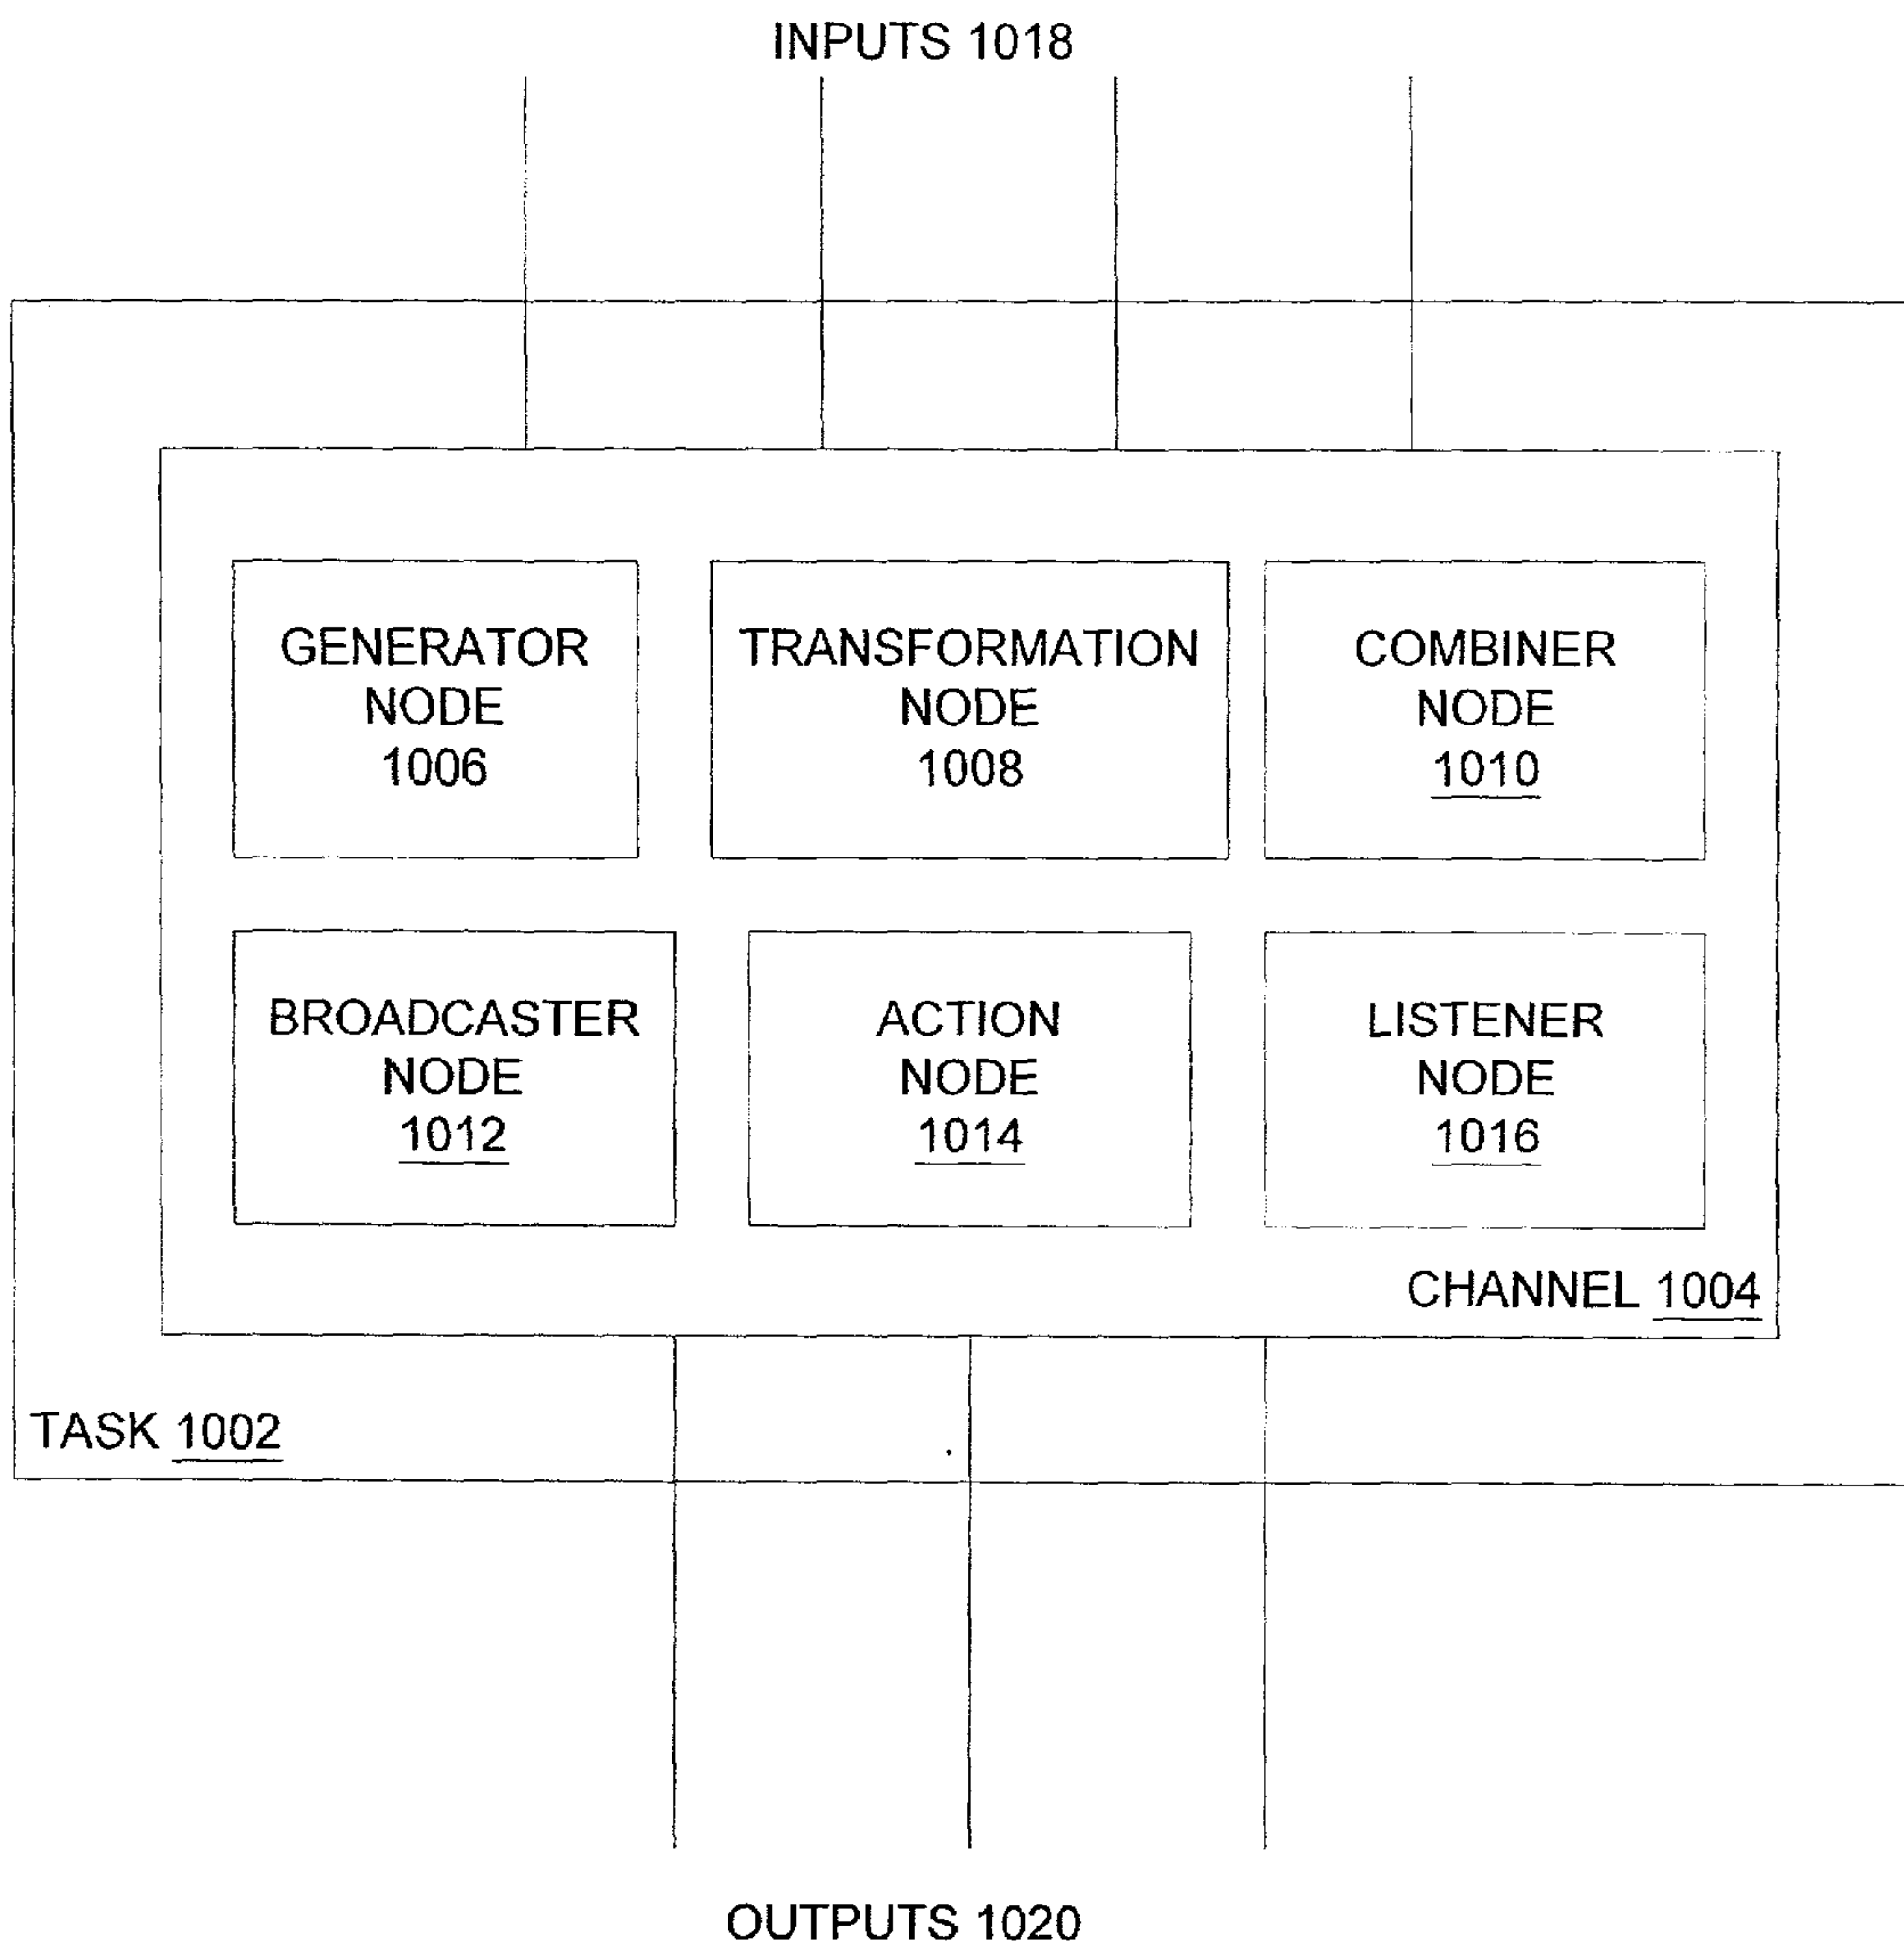 INPUTS 1018
GENERATOR
NODE
1006
TRANSFORMATION
NODE
1008
COMBINER
NODE
1010
BROADCASTER
NODE
1012
ACTION
NODE
1014
LISTENER
NODE
1016
CHANNEL 1004
TASK 1002
OUTPUTS 1020